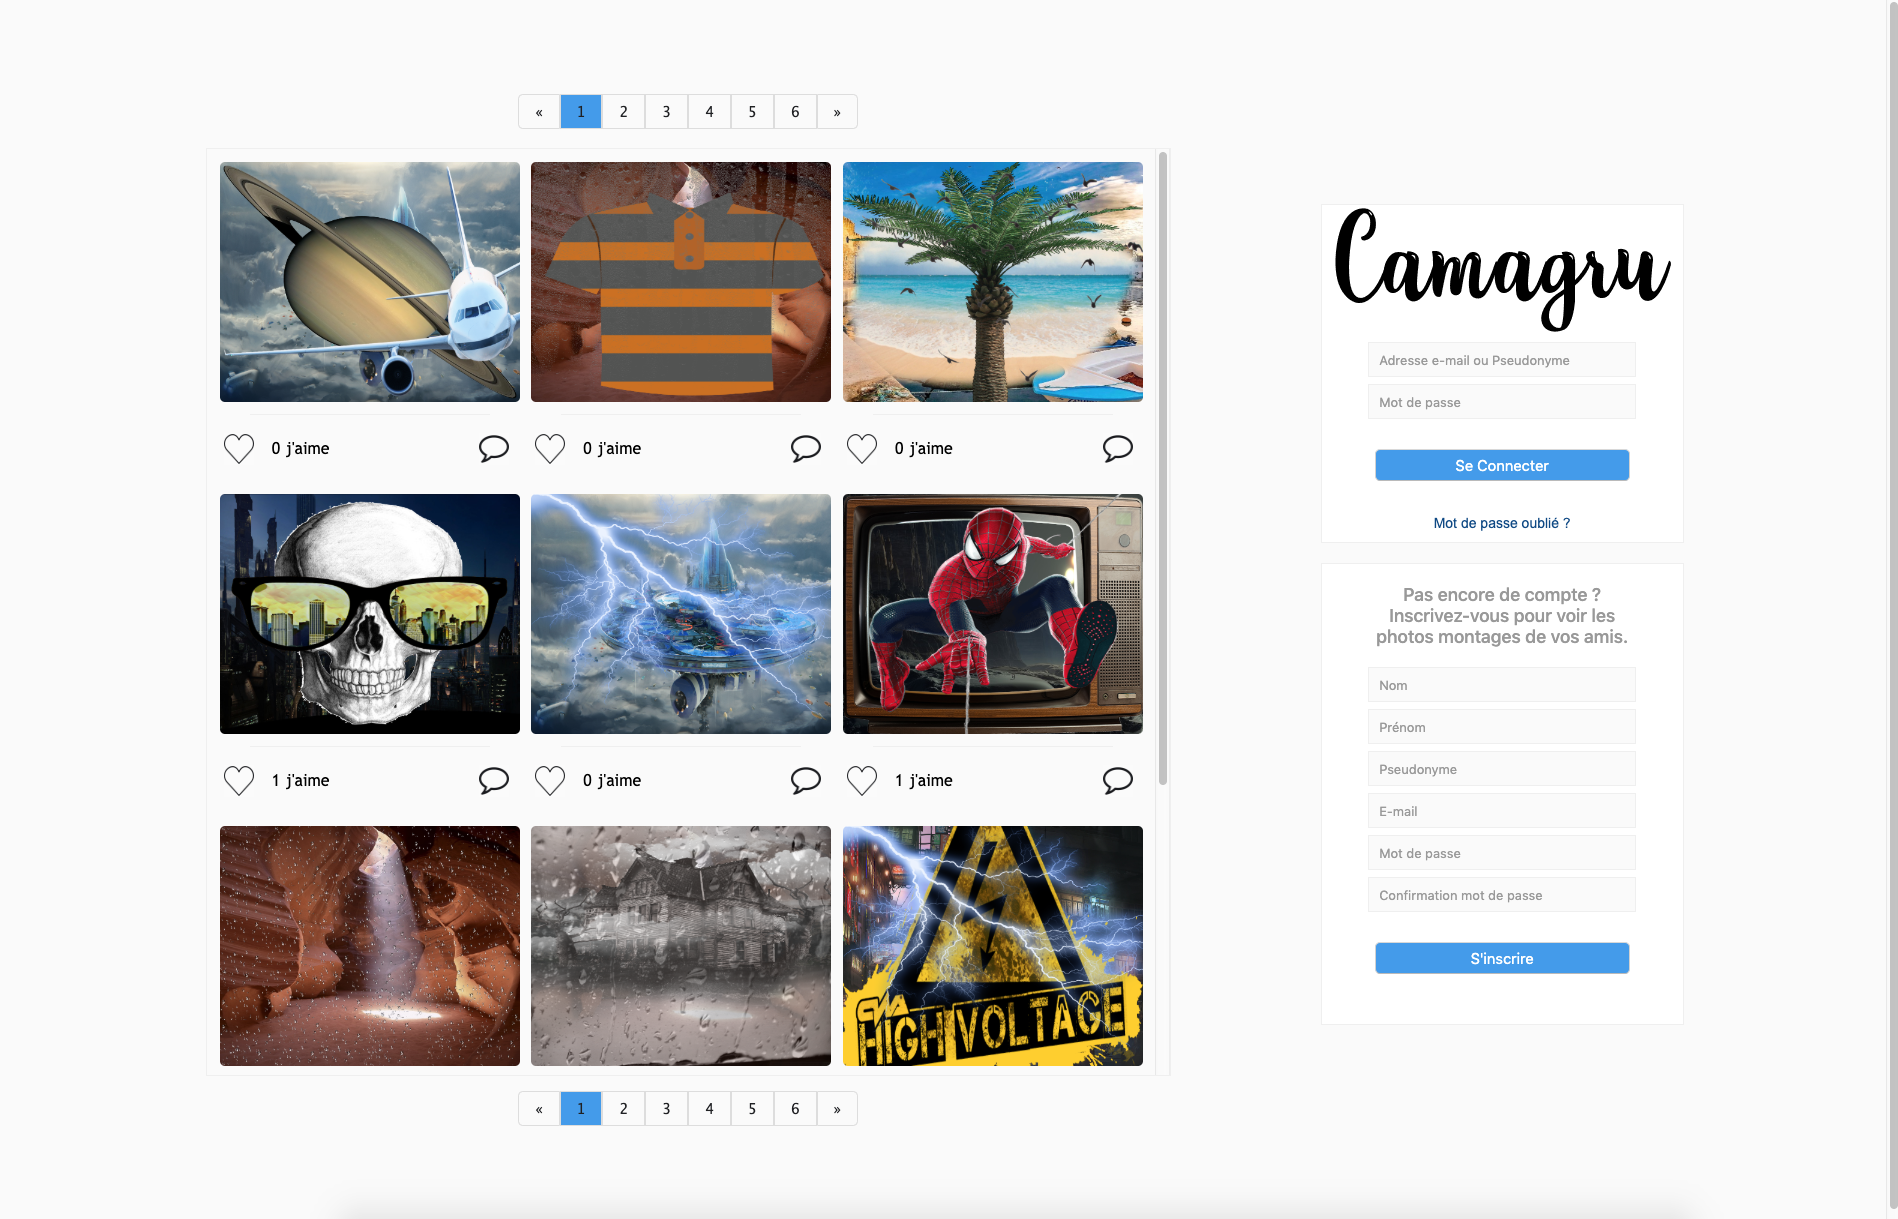 « 1 2 3 4 5 6 »
0 j'aime
0 j'aime
0 j'aime
1 j'aime
0 j'aime
1 j'aime
HIGH VOLTAGE
« 1 2 3 4 5 6 »
Camagru
Adresse e-mail ou Pseudonyme
Mot de passe
Se Connecter
Mot de passe oublié ?
Pas encore de compte ?
Inscrivez-vous pour voir les
photos montages de vos amis.
Nom
Prénom
Pseudonyme
E-mail
Mot de passe
Confirmation mot de passe
S'inscrire